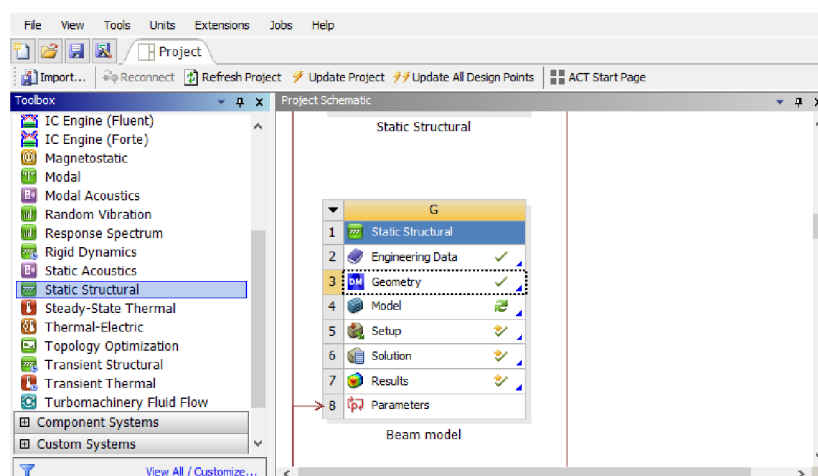 File View Tools Units Extensions Jobs Help
Project
Import... Reconnect Refresh Project Update Project Update All Design Points ACT Start Page
Toolbox
IC Engine (Fluent)
IC Engine (Forte)
Magnetostatic
Modal
Modal Acoustics
Random Vibration
Response Spectrum
Rigid Dynamics
Static Acoustics
Static Structural
Steady-State Thermal
Thermal-Electric
Topology Optimization
Transient Structural
Transient Thermal
Turbomachinery Fluid Flow
Component Systems
Custom Systems
View All / Customize...
Project Schematic
Static Structural
G
1 Static Structural
2 Engineering Data
3 DM Geometry
4 Model
5 Setup
6 Solution
7 Results
8 Parameters
Beam model